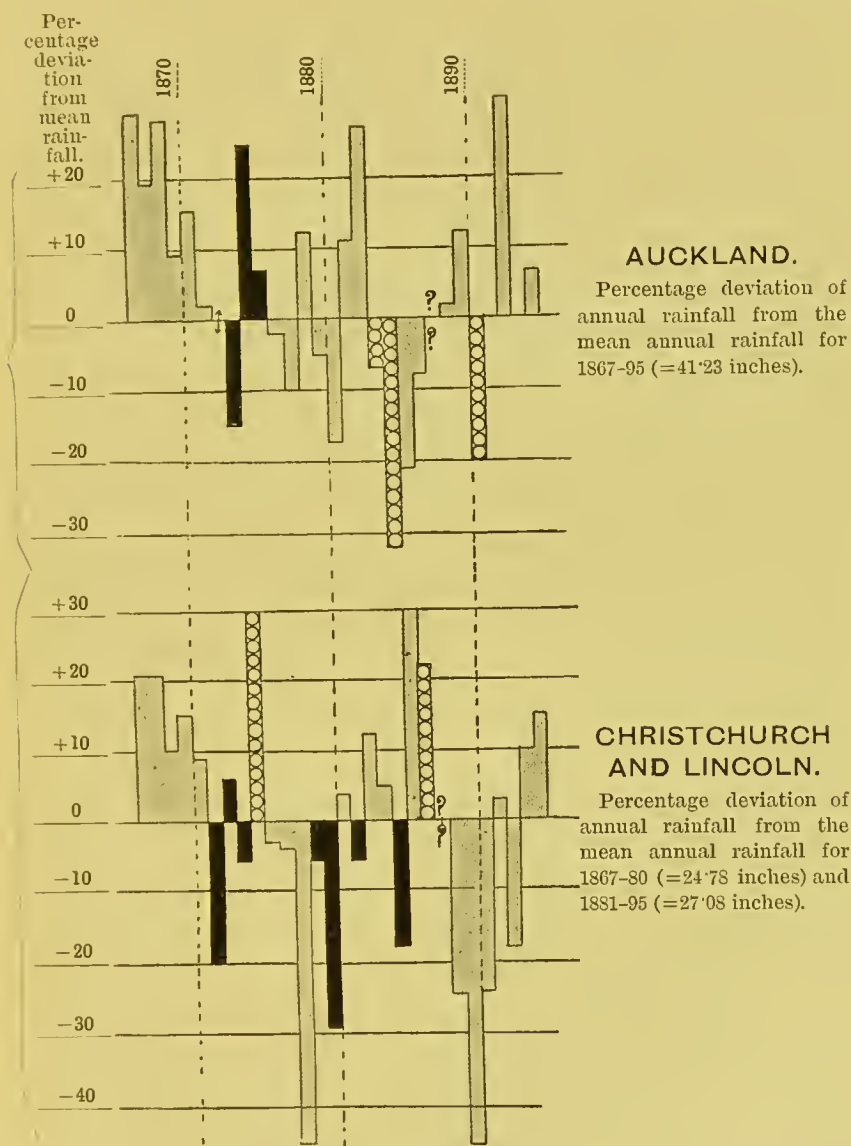 Per-
centage
devia-
tion
from
mean
rain-
fall.
1870
1880
1890
+20
+10
0
−10
−20
−30
?
?
AUCKLAND.
Percentage deviation of
annual rainfall from the
mean annual rainfall for
1867-95 (=41·23 inches).
+30
+20
+10
0
−10
−20
−30
−40
?
?
CHRISTCHURCH
AND LINCOLN.
Percentage deviation of
annual rainfall from the
mean annual rainfall for
1867-80 (=24·78 inches) and
1881-95 (=27·08 inches).